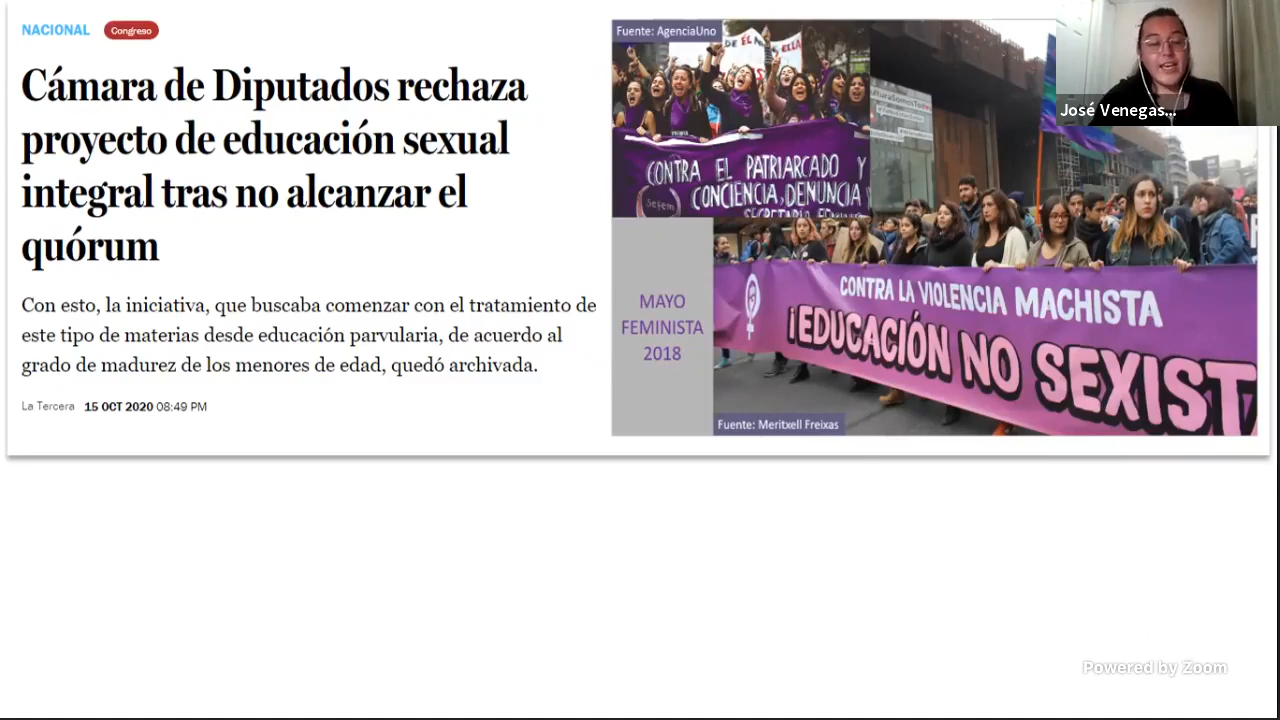 NACIONAL Congreso
Cámara de Diputados rechaza
proyecto de educación sexual
integral tras no alcanzar el
quórum
Con esto, la iniciativa, que buscaba comenzar con el tratamiento de
este tipo de materias desde educación parvularia, de acuerdo al
grado de madurez de los menores de edad, quedó archivada.
La Tercera 15 OCT 2020 08:49 PM
Fuente: AgenciaUno
CONTRA EL PATRIARCADO Y
CONCIENCIA, DENUNCIA
Sefem
MAYO
FEMINISTA
2018
CONTRA LA VIOLENCIA MACHISTA
¡EDUCACIÓN NO SEXIST
Fuente: Meritxell Freixas
José Venegas...
Powered by Zoom